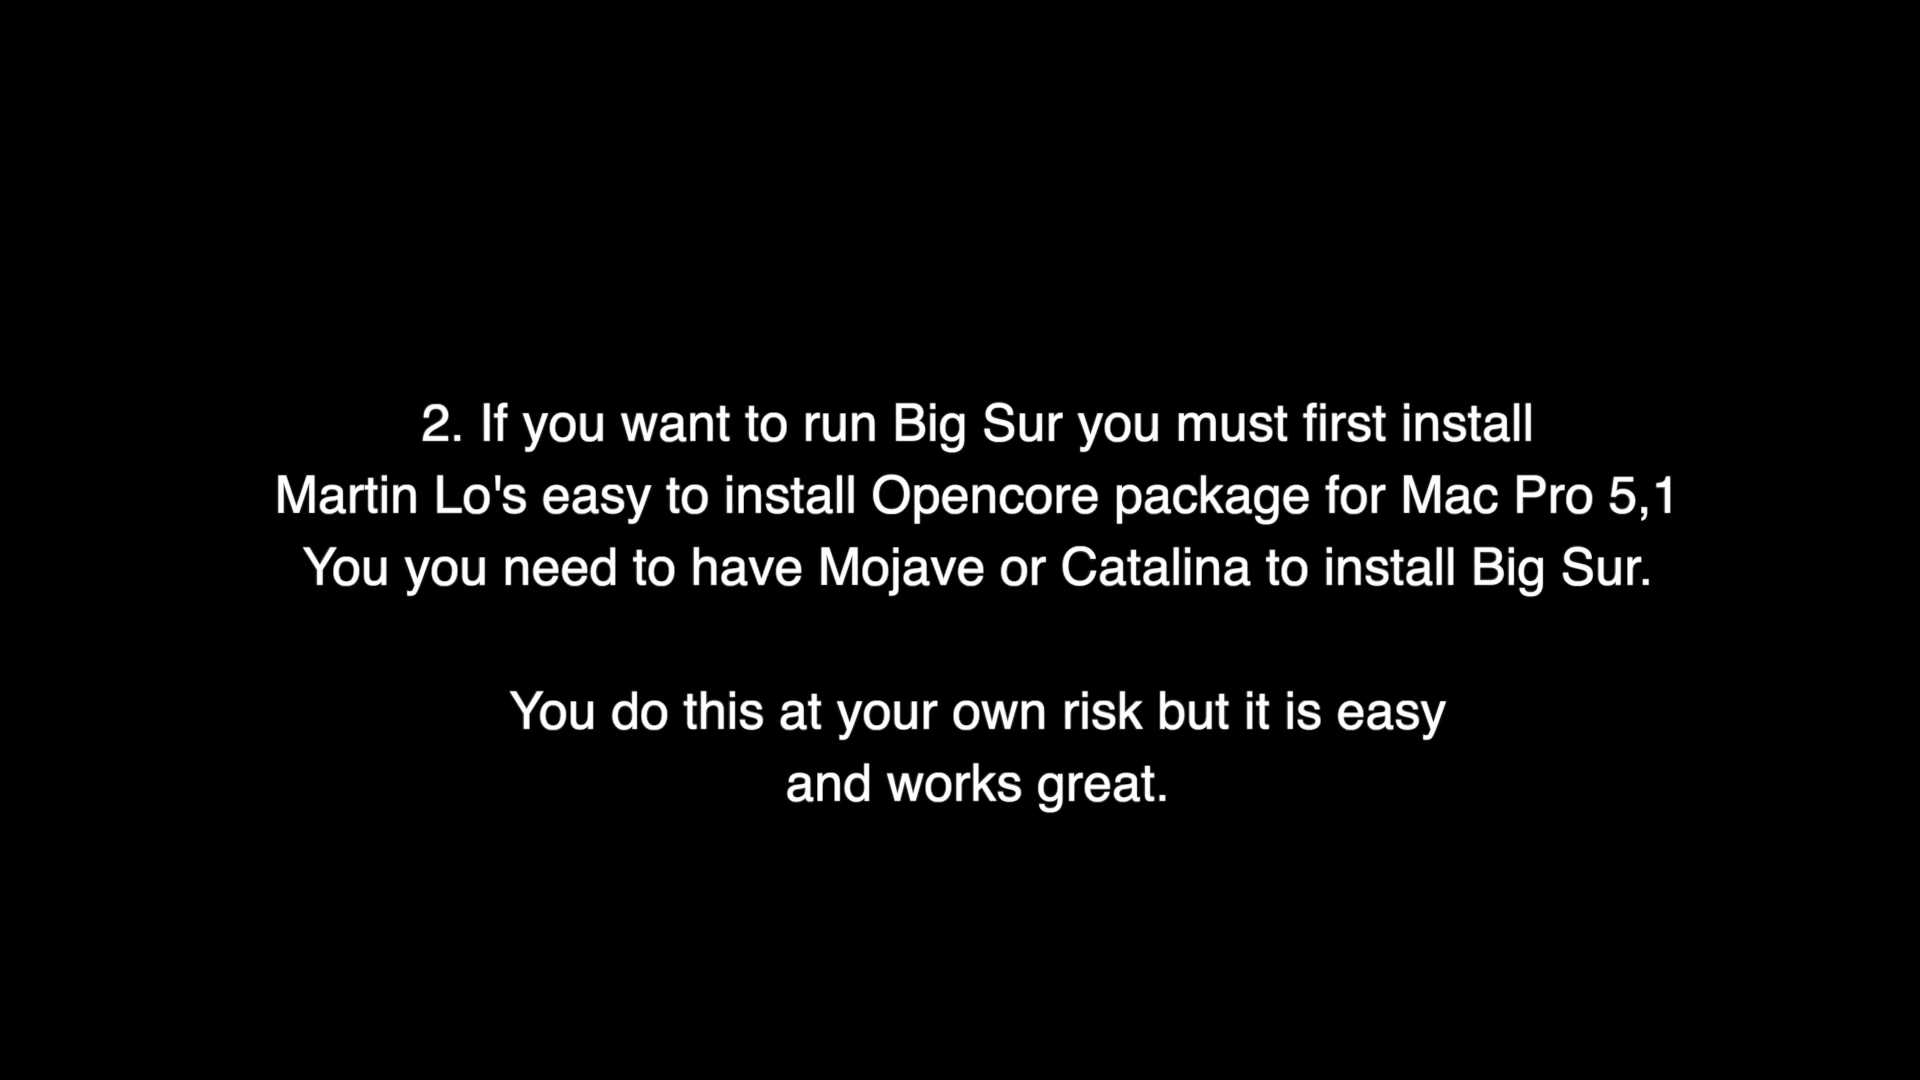 2. If you want to run Big Sur you must first install
Martin Lo's easy to install Opencore package for Mac Pro 5,1
You you need to have Mojave or Catalina to install Big Sur.
You do this at your own risk but it is easy
and works great.